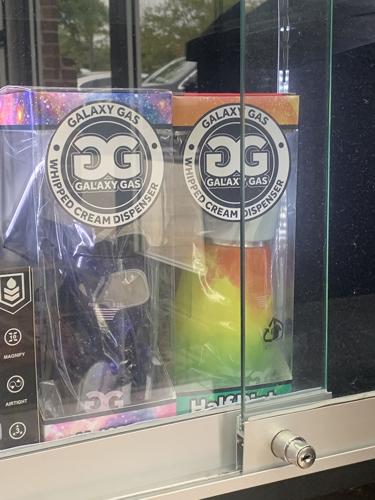 GALAXY GAS
GG
GALAXY GAS
WHIPPED CREAM DISPENSER
GG
GALAXY GAS
GG
GALAXY GAS
WHIPPED CREAM DISPENSER
MAGNIFY
AIRTIGHT